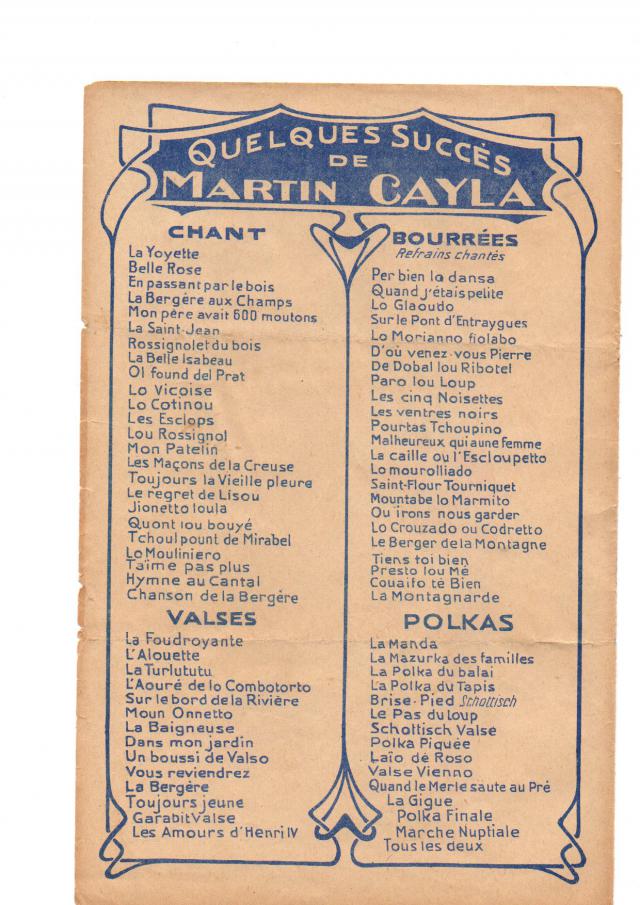 QUELQUES SUCCÈS
DE
MARTIN CAYLA
CHANT
La Yoyette
Belle Rose
En passant par le bois
La Bergère aux Champs
Mon père avait 600 moutons
La Saint-Jean
Rossignolet du bois
La Belle Isabeau
Ol found del Prat
Lo Vicoise
Lo Cotinou
Les Esclops
Lou Rossignol
Mon Patelin
Les Maçons de la Creuse
Toujours la Vieille pleure
Le regret de Lisou
Jionetto loula
Quont lou bouyé
Tchoul pount de Mirabel
Lo Mouliniero
T'aime pas plus
Hymne au Cantal
Chanson de la Bergère
VALSES
La Foudroyante
L'Alouette
La Turlututu
L'Aouré de lo Combotorto
Sur le bord de la Rivière
Moun Onnetto
La Baigneuse
Dans mon jardin
Un boussi de Valso
Vous reviendrez
La Bergère
Toujours jeune
Garabit Valse
Les Amours d'Henri IV
BOURRÉES
Refrains chantés
Per bien la dansa
Quand j'étais petite
Lo Glaoudo
Sur le Pont d'Entraygues
Lo Morianno fiolabo
D'où venez-vous Pierre
De Dobal lou Ribotel
Paro lou Loup
Les cinq Noisettes
Les ventres noirs
Pourtas Tchoupino
Malheureux qui a une femme
La caille ou l'Escloupetto
Lo mourolliado
Saint-Flour Tourniquet
Mountabe lo Marmito
Ou irons nous garder
Lo Crouzado ou Codretto
Le Berger de la Montagne
Tiens toi bien
Presto lou Mé
Couaifo té Bien
La Montagnarde
POLKAS
La Manda
La Mazurka des familles
La Polka du balai
La Polka du Tapis
Brise-Pied Schottisch
Le Pas du loup
Schottisch Valse
Polka Piquée
Laïo dé Roso
Valse Vienno
Quand le Merle saute au Pré
La Gigue
Polka Finale
Marche Nuptiale
Tous les deux